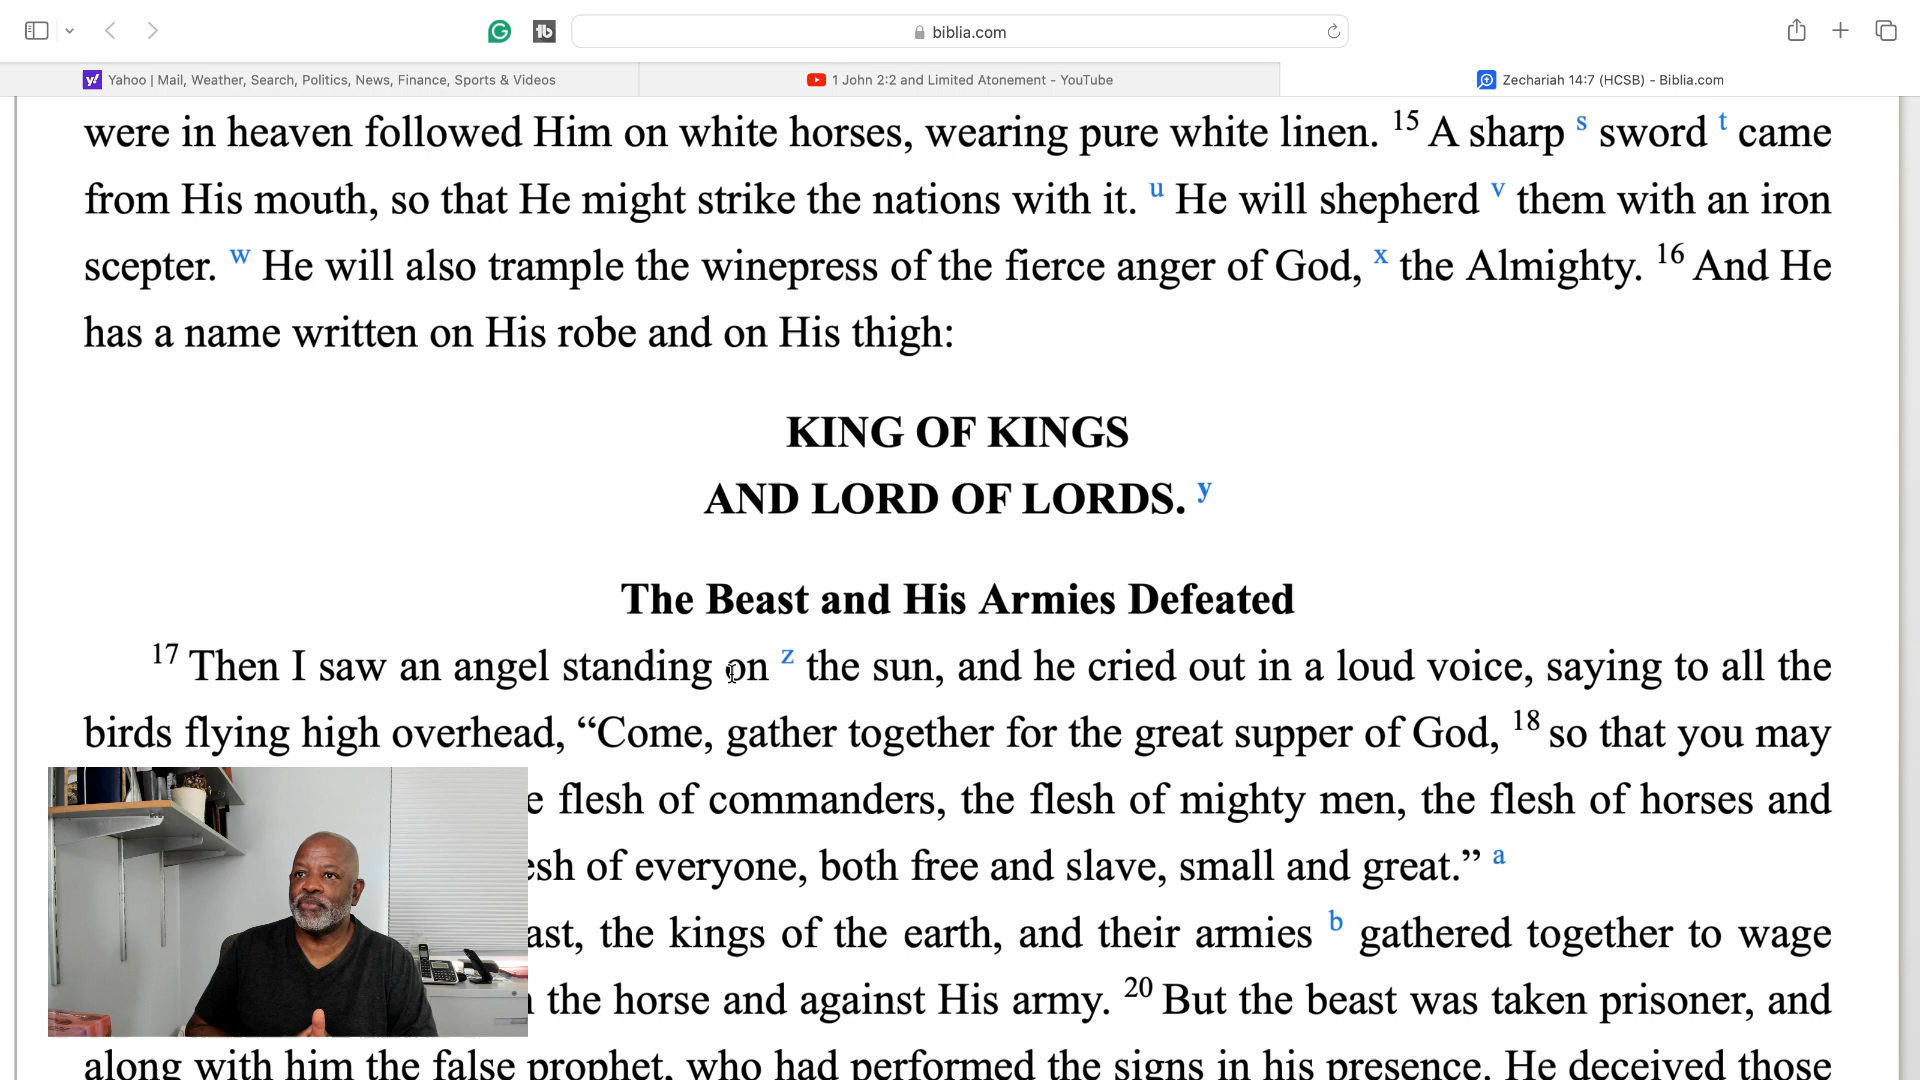 biblia.com
Yahoo | Mail, Weather, Search, Politics, News, Finance, Sports & Videos
1 John 2:2 and Limited Atonement - YouTube
Zechariah 14:7 (HCSB) - Biblia.com
were in heaven followed Him on white horses, wearing pure white linen. 15 A sharp s sword t came
from His mouth, so that He might strike the nations with it. u He will shepherd v them with an iron
scepter. w He will also trample the winepress of the fierce anger of God, x the Almighty. 16 And He
has a name written on His robe and on His thigh:
KING OF KINGS
AND LORD OF LORDS. y
The Beast and His Armies Defeated
17 Then I saw an angel standing on z the sun, and he cried out in a loud voice, saying to all the
birds flying high overhead, “Come, gather together for the great supper of God, 18 so that you may
e flesh of commanders, the flesh of mighty men, the flesh of horses and
esh of everyone, both free and slave, small and great.” a
ast, the kings of the earth, and their armies b gathered together to wage
the horse and against His army. 20 But the beast was taken prisoner, and
along with him the false prophet, who had performed the signs in his presence. He deceived those